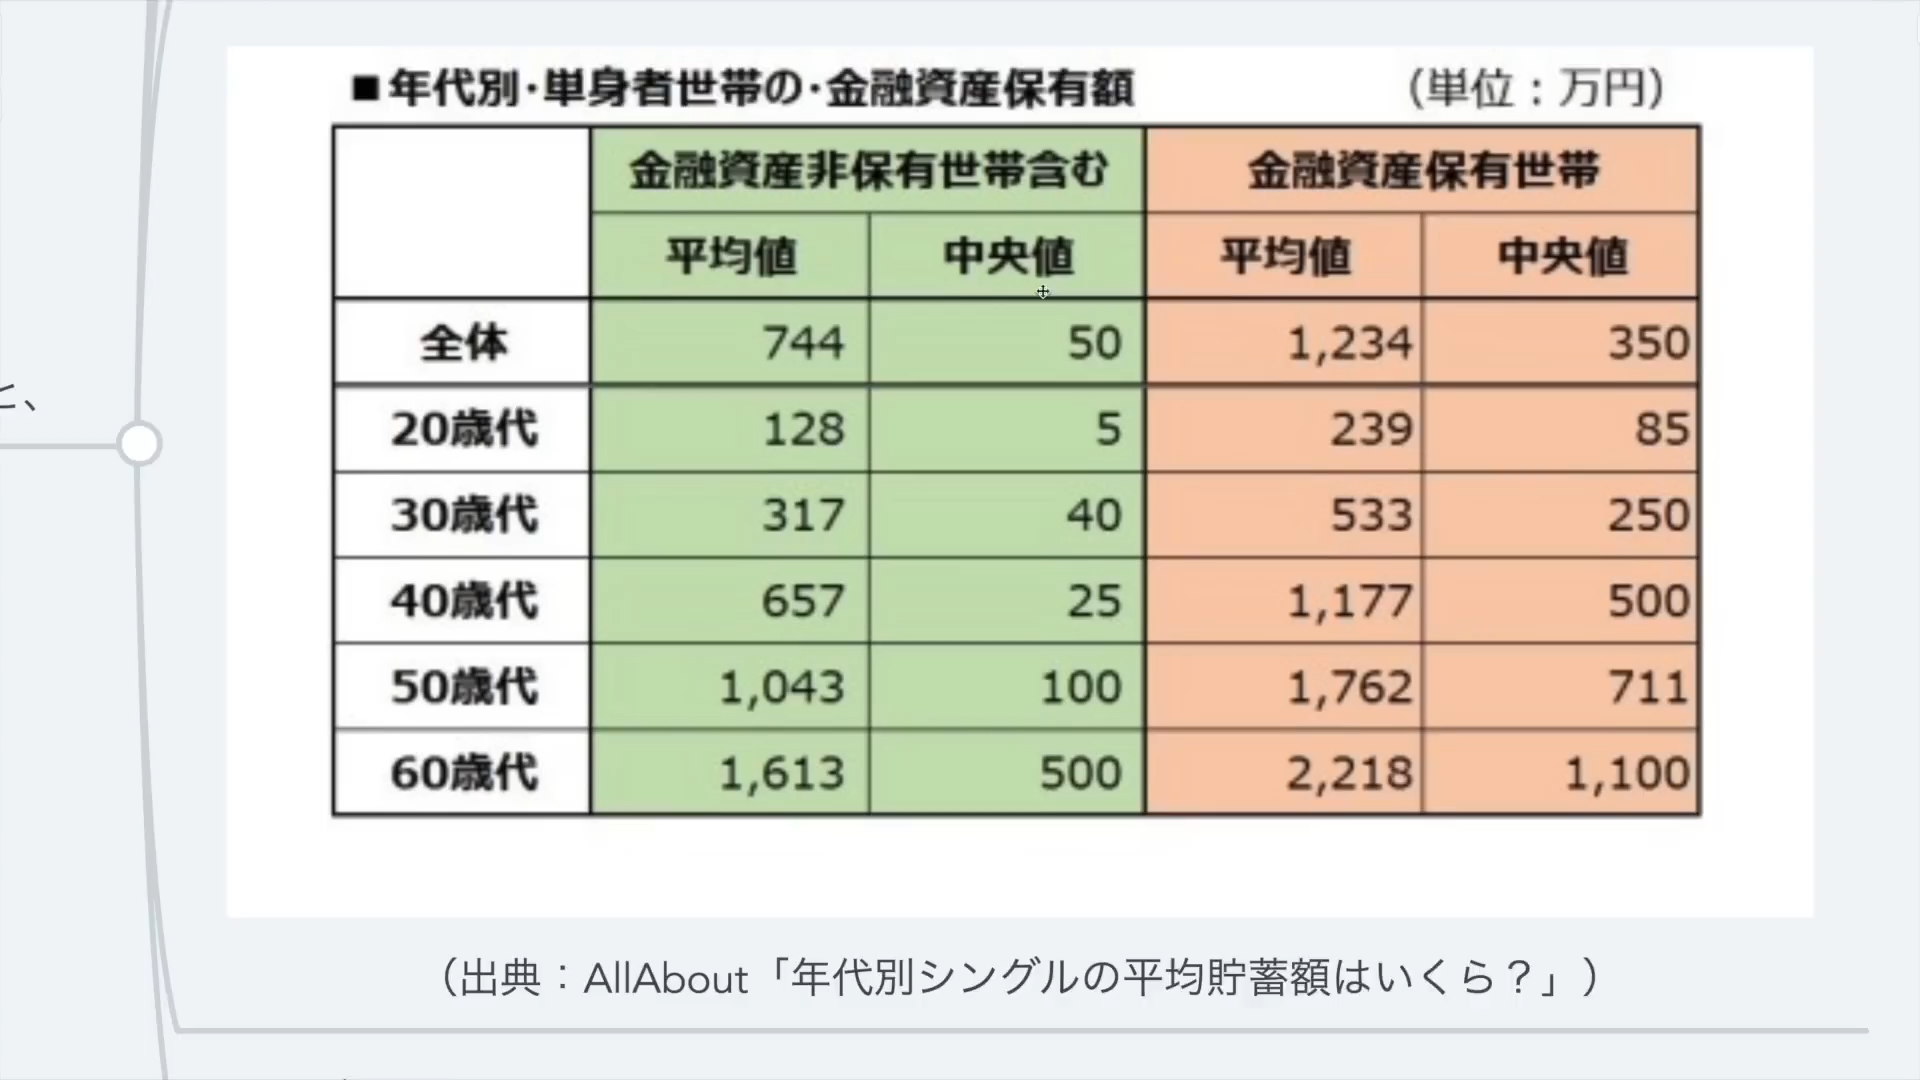 ■年代別・単身者世帯の・金融資産保有額 （単位：万円）
金融資産非保有世帯含む 金融資産保有世帯
平均値 中央値 平均値 中央値
全体 744 50 1,234 350
20歳代 128 5 239 85
30歳代 317 40 533 250
と、
40歳代 657 25 1,177 500
50歳代 1,043 100 1,762 711
60歳代 1,613 500 2,218 1,100
（出典：AllAbout「年代別シングルの平均貯蓄額はいくら？」）